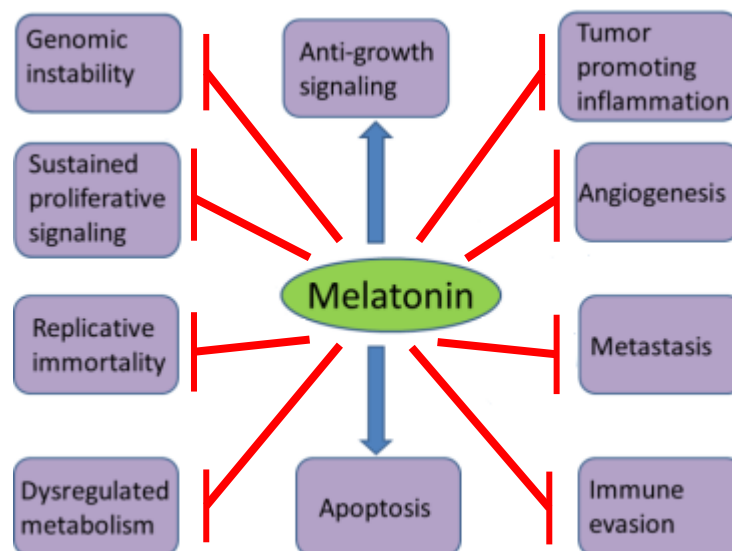 Genomic
instability
Anti-growth
signaling
Tumor
promoting
inflammation
Sustained
proliferative
signaling
Angiogenesis
Melatonin
Replicative
immortality
Metastasis
Dysregulated
metabolism
Apoptosis
Immune
evasion